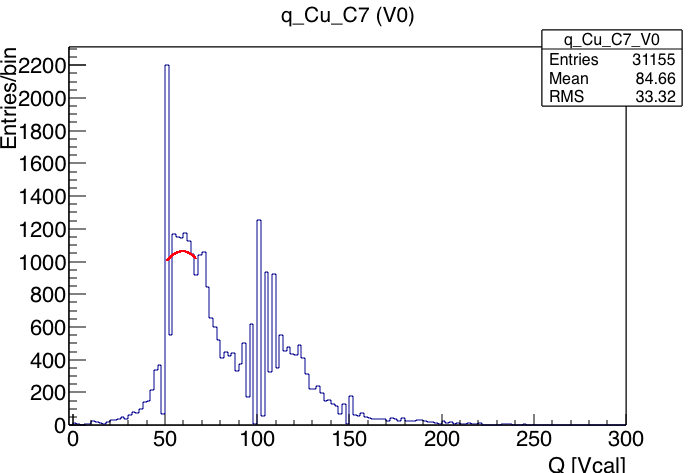 q_Cu_C7 (V0)
q_Cu_C7_V0
Entries 31155
Mean 84.66
RMS 33.32
Entries/bin
2200
2000
1800
1600
1400
1200
1000
800
600
400
200
0
0 50 100 150 200 250 300
Q [Vcal]